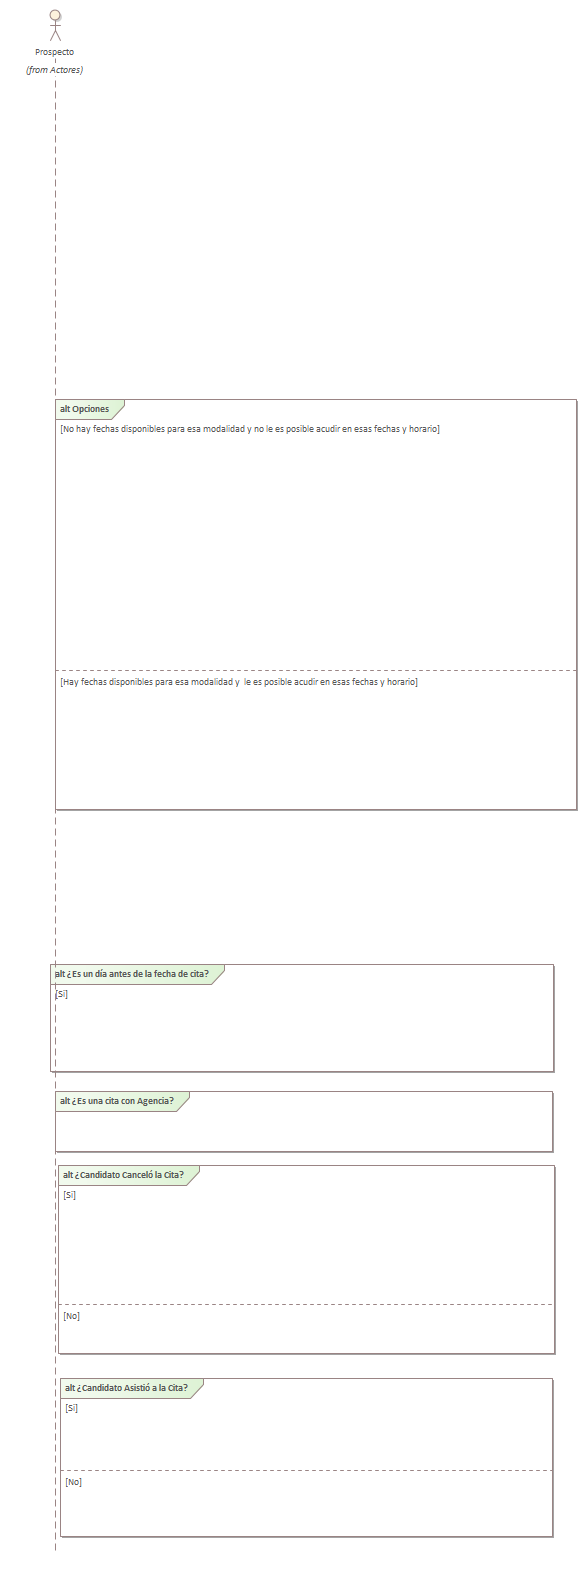 Prospecto
(from Actores)
alt Opciones
[No hay fechas disponibles para esa modalidad y no le es posible acudir en esas fechas y horario]
[Hay fechas disponibles para esa modalidad y  le es posible acudir en esas fechas y horario]
alt ¿Es un día antes de la fecha de cita?
[Si]
alt ¿Es una cita con Agencia?
alt ¿Candidato Canceló la Cita?
[Si]
[No]
alt ¿Candidato Asistió a la Cita?
[Si]
[No]